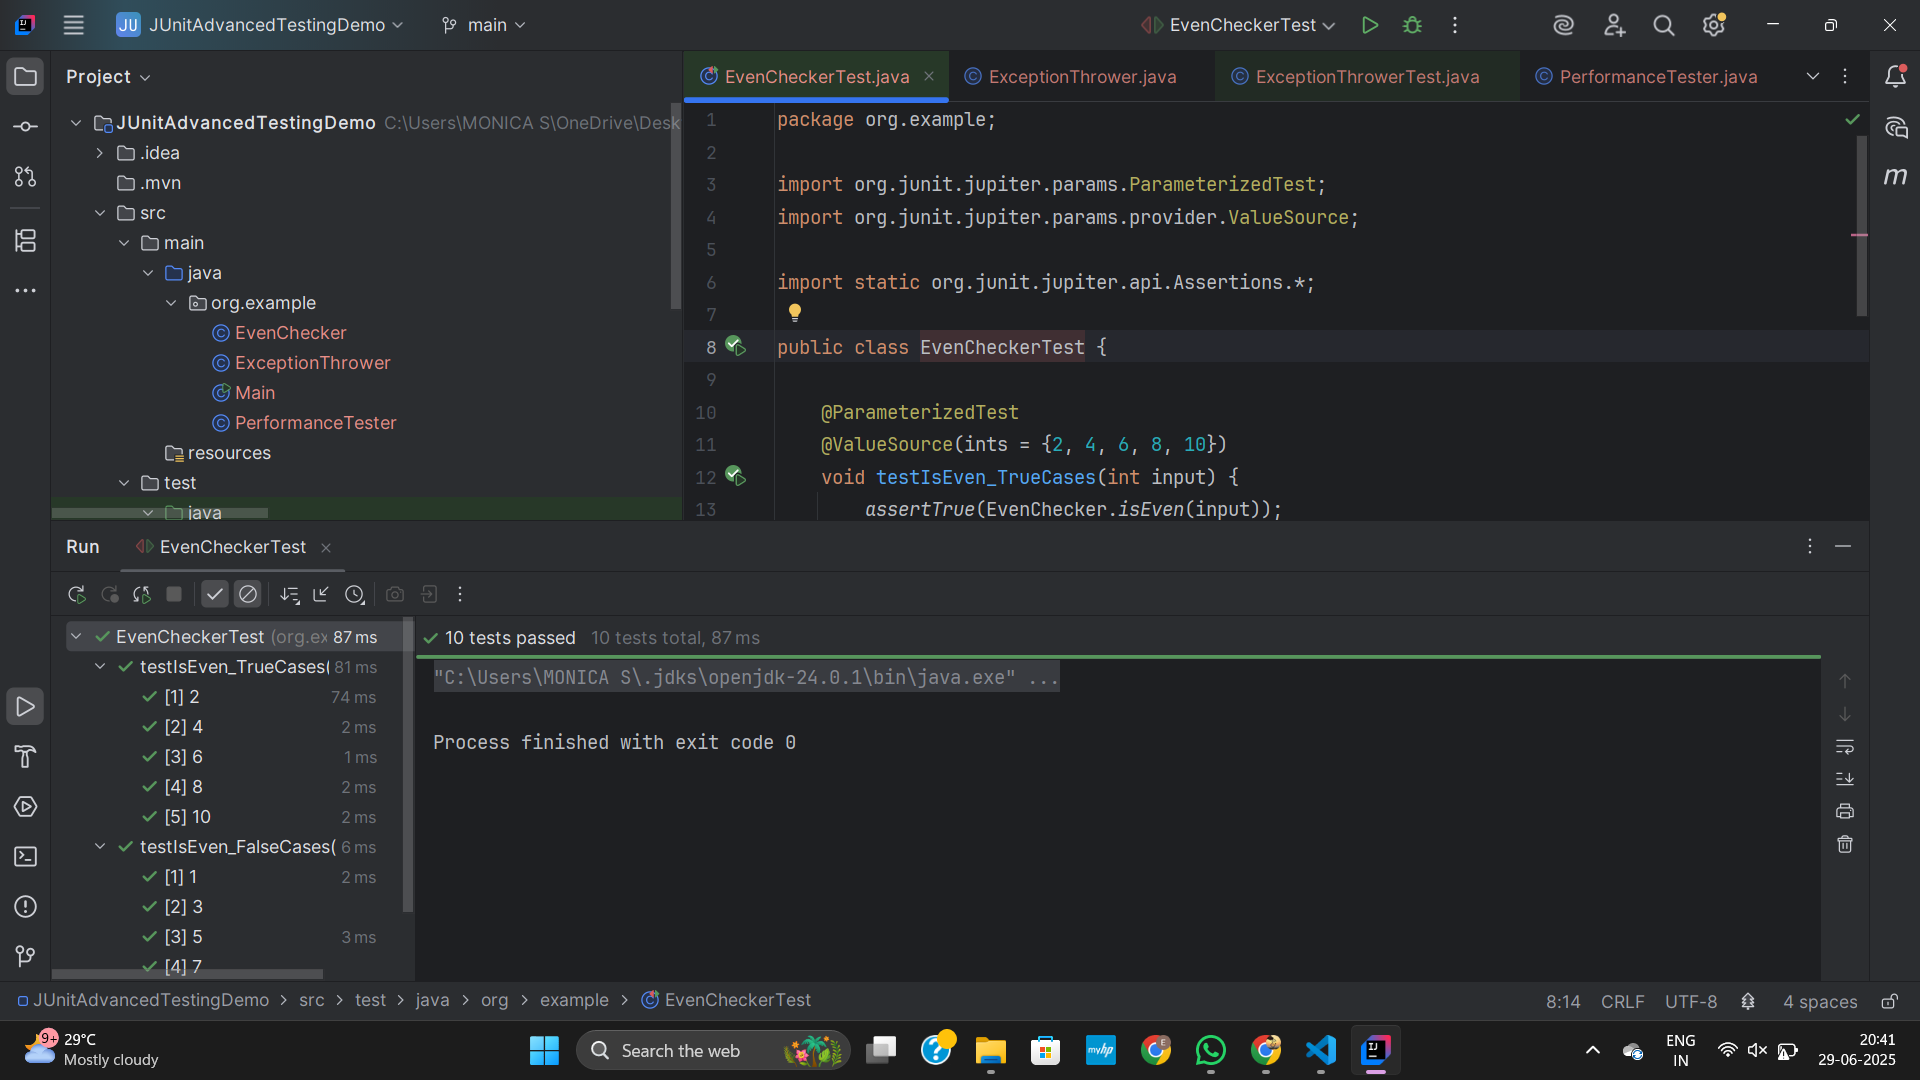 JU JUnitAdvancedTestingDemo main EvenCheckerTest
Project
EvenCheckerTest.java ExceptionThrower.java ExceptionThrowerTest.java PerformanceTester.java
JUnitAdvancedTestingDemo C:\Users\MONICA S\OneDrive\Desk
.idea
.mvn
src
main
java
org.example
EvenChecker
ExceptionThrower
Main
PerformanceTester
resources
test
java
1 package org.example;
2
3 import org.junit.jupiter.params.ParameterizedTest;
4 import org.junit.jupiter.params.provider.ValueSource;
5
6 import static org.junit.jupiter.api.Assertions.*;
7
8 public class EvenCheckerTest {
9
10 @ParameterizedTest
11 @ValueSource(ints = {2, 4, 6, 8, 10})
12 void testIsEven_TrueCases(int input) {
13 assertTrue(EvenChecker.isEven(input));
Run EvenCheckerTest
EvenCheckerTest (org.ex 87 ms
testIsEven_TrueCases( 81 ms
[1] 2 74 ms
[2] 4 2 ms
[3] 6 1 ms
[4] 8 2 ms
[5] 10 2 ms
testIsEven_FalseCases( 6 ms
[1] 1 2 ms
[2] 3
[3] 5 3 ms
[4] 7
10 tests passed 10 tests total, 87 ms
"C:\Users\MONICA S\.jdks\openjdk-24.0.1\bin\java.exe" ...
Process finished with exit code 0
JUnitAdvancedTestingDemo > src > test > java > org > example > EvenCheckerTest
8:14 CRLF UTF-8 4 spaces
9+ 29°C
Mostly cloudy
Search the web
myhp
ENG
IN
20:41
29-06-2025